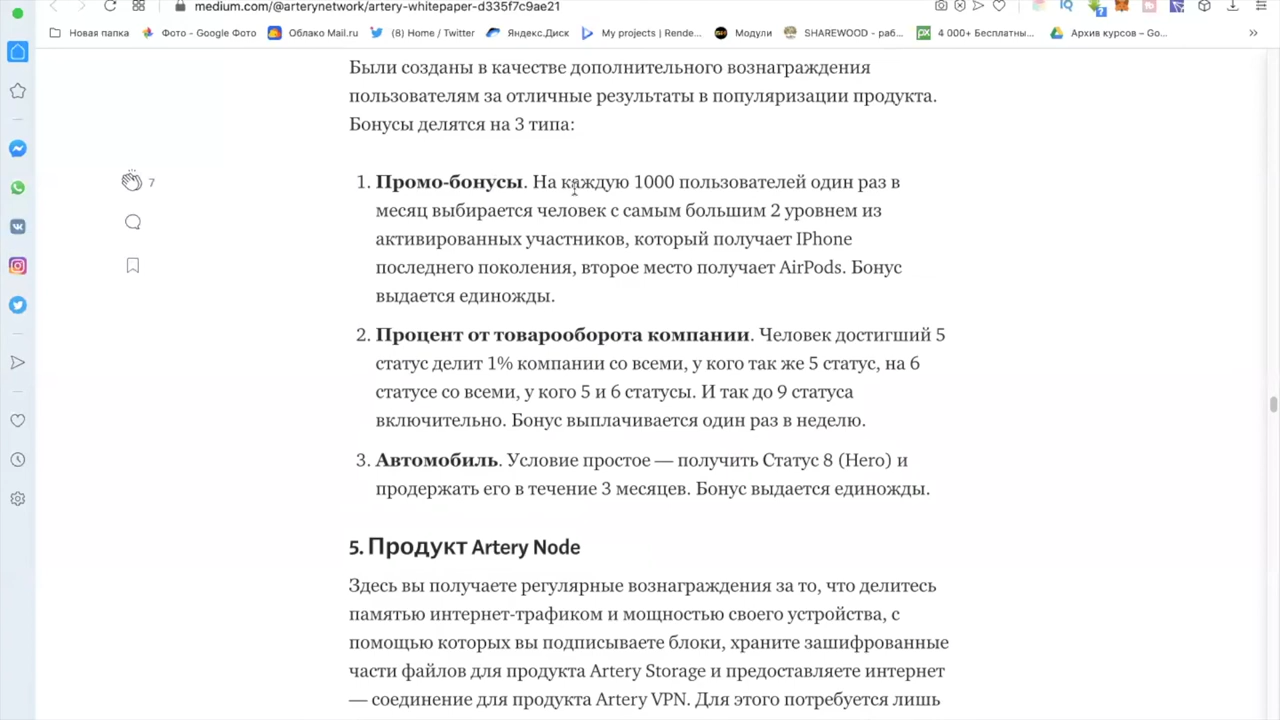 medium.com/@arterynetwork/artery-whitepaper-d335f7c9ae21
Новая папка
Фото - Google Фото
Облако Mail.ru
(8) Home / Twitter
Яндекс.Диск
My projects | Rende...
Модули
SHAREWOOD - раб...
4 000+ Бесплатны...
Архив курсов – Go...
Были созданы в качестве дополнительного вознаграждения
пользователям за отличные результаты в популяризации продукта.
Бонусы делятся на 3 типа:
7
1. Промо-бонусы. На каждую 1000 пользователей один раз в
месяц выбирается человек с самым большим 2 уровнем из
активированных участников, который получает IPhone
последнего поколения, второе место получает AirPods. Бонус
выдается единожды.
2. Процент от товарооборота компании. Человек достигший 5
статус делит 1% компании со всеми, у кого так же 5 статус, на 6
статусе со всеми, у кого 5 и 6 статусы. И так до 9 статуса
включительно. Бонус выплачивается один раз в неделю.
3. Автомобиль. Условие простое — получить Статус 8 (Hero) и
продержать его в течение 3 месяцев. Бонус выдается единожды.
5. Продукт Artery Node
Здесь вы получаете регулярные вознаграждения за то, что делитесь
памятью интернет-трафиком и мощностью своего устройства, с
помощью которых вы подписываете блоки, храните зашифрованные
части файлов для продукта Artery Storage и предоставляете интернет
— соединение для продукта Artery VPN. Для этого потребуется лишь